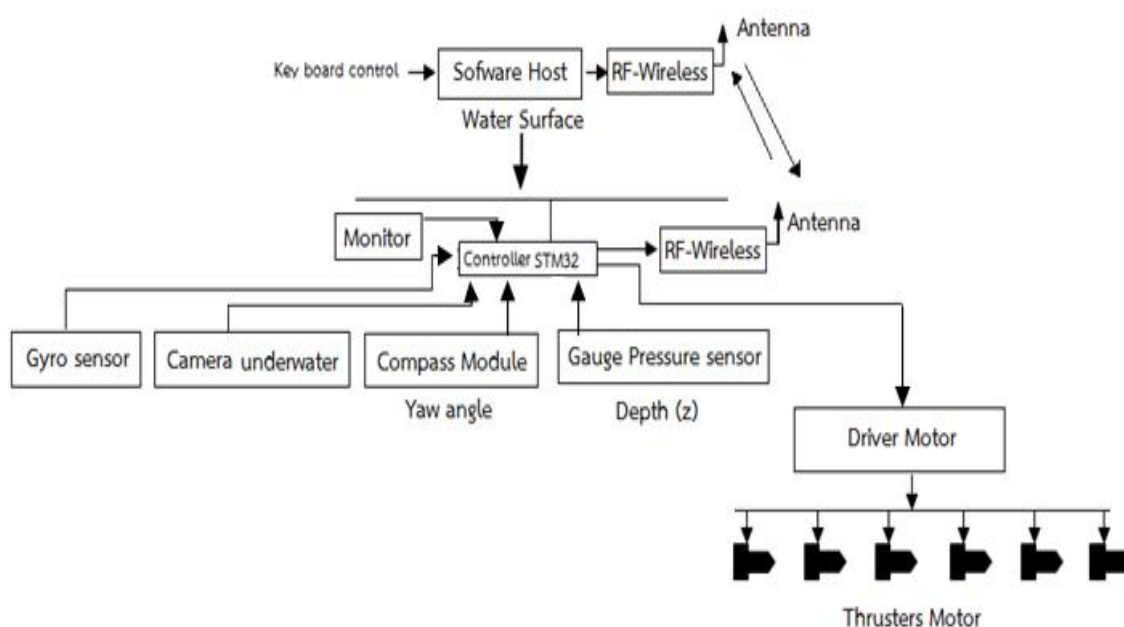 Antenna
Key board control
Sofware Host
RF-Wireless
Water Surface
Antenna
Monitor
Controller STM32
RF-Wireless
Gyro sensor
Camera underwater
Compass Module
Gauge Pressure sensor
Yaw angle
Depth (z)
Driver Motor
Thrusters Motor